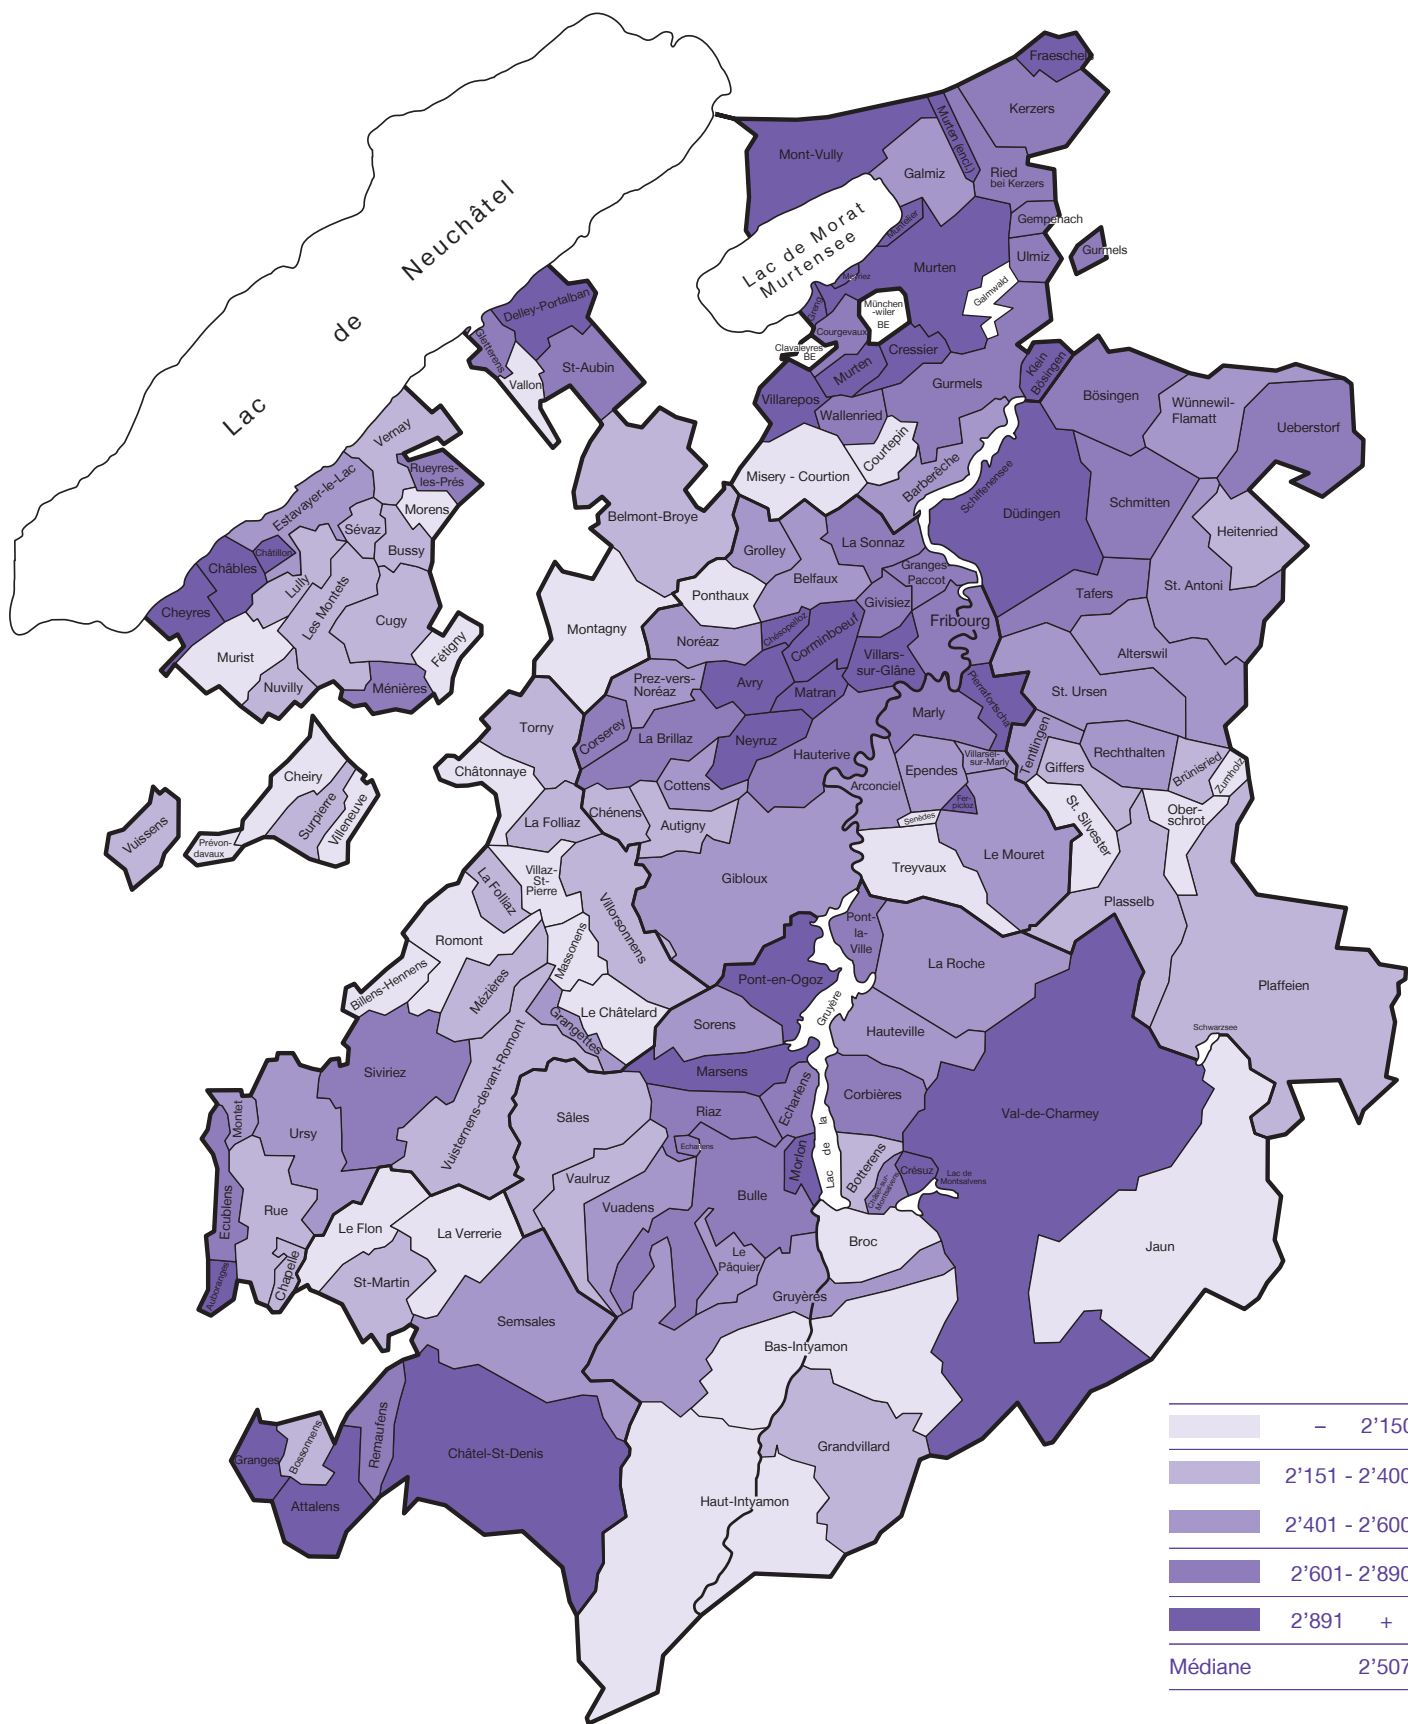 Lac de Neuchâtel
Fraeschels
Kerzers
Mont-Vully
Murten (encl.)
Galmiz
Ried
bei Kerzers
Gempenach
Gurmels
Ulmiz
Lac de Morat
Murtensee
Muntelier
Murten
Galmwald
Meyriez
Greng
München
-wiler
BE
Courgevaux
Clavaleyres
BE
Cressier
Murten
Villarepos
Wallenried
Gurmels
Klein
Bösingen
Bösingen
Wünnewil-
Flamatt
Ueberstorf
Delley-Portalban
Gletterens
Vallon
St-Aubin
Vernay
Rueyres-
les-Prés
Estavayer-le-Lac
Morens
Sévaz
Bussy
Châtillon
Châbles
Lully
Les Montets
Cheyres
Cugy
Murist
Fétigny
Nuvilly
Ménières
Courtepin
Misery - Courtion
Barberêche
Schiffenensee
Düdingen
Schmitten
Heitenried
Belmont-Broye
Grolley
La Sonnaz
Belfaux
Granges-
Paccot
Ponthaux
Givisiez
Tafers
St. Antoni
Montagny
Noréaz
Chésopelloz
Corminboeuf
Fribourg
Villars-
sur-Glâne
Alterswil
Prez-vers-
Noréaz
Avry
Matran
Pierrafortscha
St. Ursen
Torny
Corserey
La Brillaz
Neyruz
Hauterive
Marly
Tentlingen
Villarsel-
sur-Marly
Giffers
Rechthalten
Brünisried
Zumholz
Châtonnaye
Cottens
Arconciel
Ependes
Fer-
picloz
Cheiry
Surpierre
Villeneuve
Vuissens
Prévon-
davaux
La Folliaz
Chénens
Autigny
Senèdes
St. Silvester
Ober-
schrot
Treyvaux
Le Mouret
Villaz-
St-
Pierre
La Folliaz
Gibloux
Villorsonnens
Plasselb
Romont
Massonens
Pont-
la-
Ville
La Roche
Billens-Hennens
Mézières
Pont-en-Ogoz
Plaffeien
Le Châtelard
Sorens
Grangettes
Lac de la Gruyère
Hauteville
Schwarzsee
Siviriez
Vuisternens-devant-Romont
Marsens
Echarlens
Corbières
Val-de-Charmey
Montet
Ursy
Sâles
Riaz
Echarlens
Morlon
Botterens
Châtel-sur-
Montsalvens
Crésuz
Lac de
Montsalvens
Ecublens
Rue
Vaulruz
Vuadens
Bulle
Le Flon
La Verrerie
Broc
Jaun
Chapelle
Auboranges
St-Martin
Le
Pâquier
Gruyères
Semsales
Bas-Intyamon
Remaufens
Bossonnens
Granges
Attalens
Châtel-St-Denis
Grandvillard
Haut-Intyamon
– 2’150
2’151 - 2’400
2’401 - 2’600
2’601- 2’890
2’891 +
Médiane 2’507